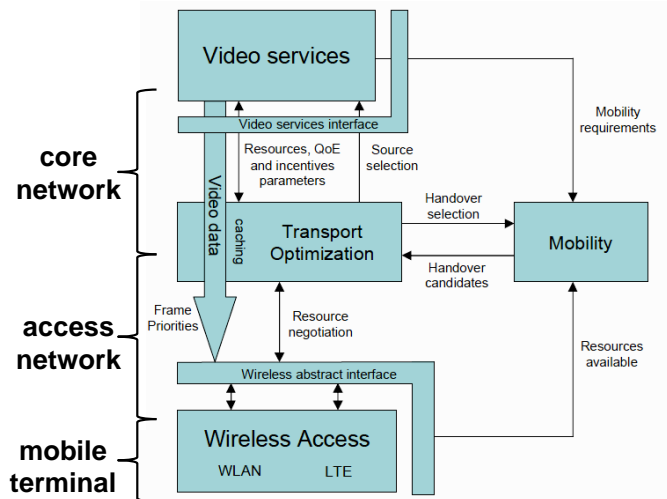 Video services
Video services interface
Mobility
requirements
core
network
Resources, QoE
and incentives
parameters
Source
selection
Video data
caching
Transport
Optimization
Handover
selection
Mobility
Handover
candidates
Frame
Priorities
Resource
negotiation
access
network
Resources
available
Wireless abstract interface
Wireless Access
WLAN LTE
mobile
terminal